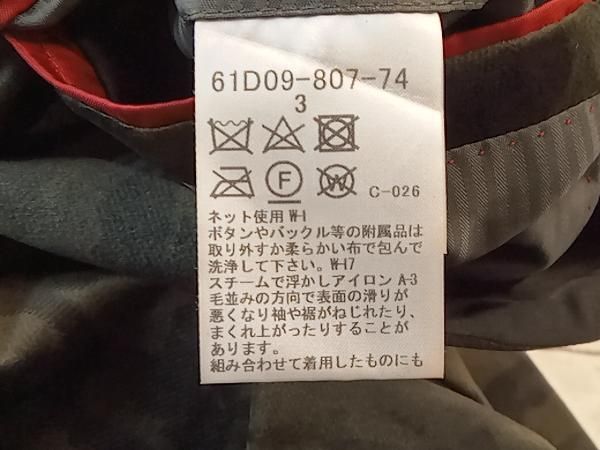 61D09-807-74
3
F W C-026
ネット使用 W-1
ボタンやバックル等の附属品は
取り外すか柔らかい布で包んで
洗浄して下さい。W-17
スチームで浮かしアイロン A-3
毛並みの方向で表面の滑りが
悪くなり袖や裾がねじれたり、
まくれ上がったりすることが
あります。
組み合わせて着用したものにも